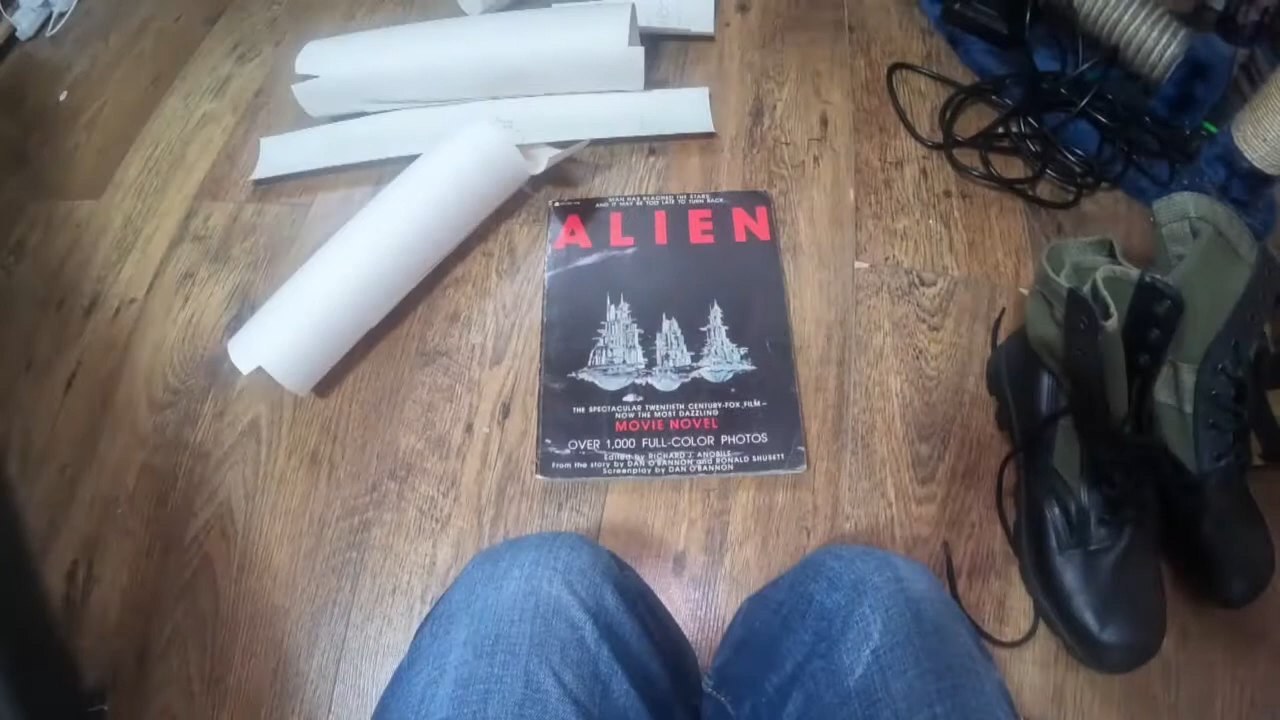 MAN HAS REACHED THE STARS
AND IT MAY BE TOO LATE TO TURN BACK...
ALIEN
THE SPECTACULAR TWENTIETH CENTURY-FOX FILM—
NOW THE MOST DAZZLING
MOVIE NOVEL
OVER 1,000 FULL-COLOR PHOTOS
Edited by RICHARD J. ANOBILE
From the story by DAN O'BANNON and RONALD SHUSETT
Screenplay by DAN O'BANNON